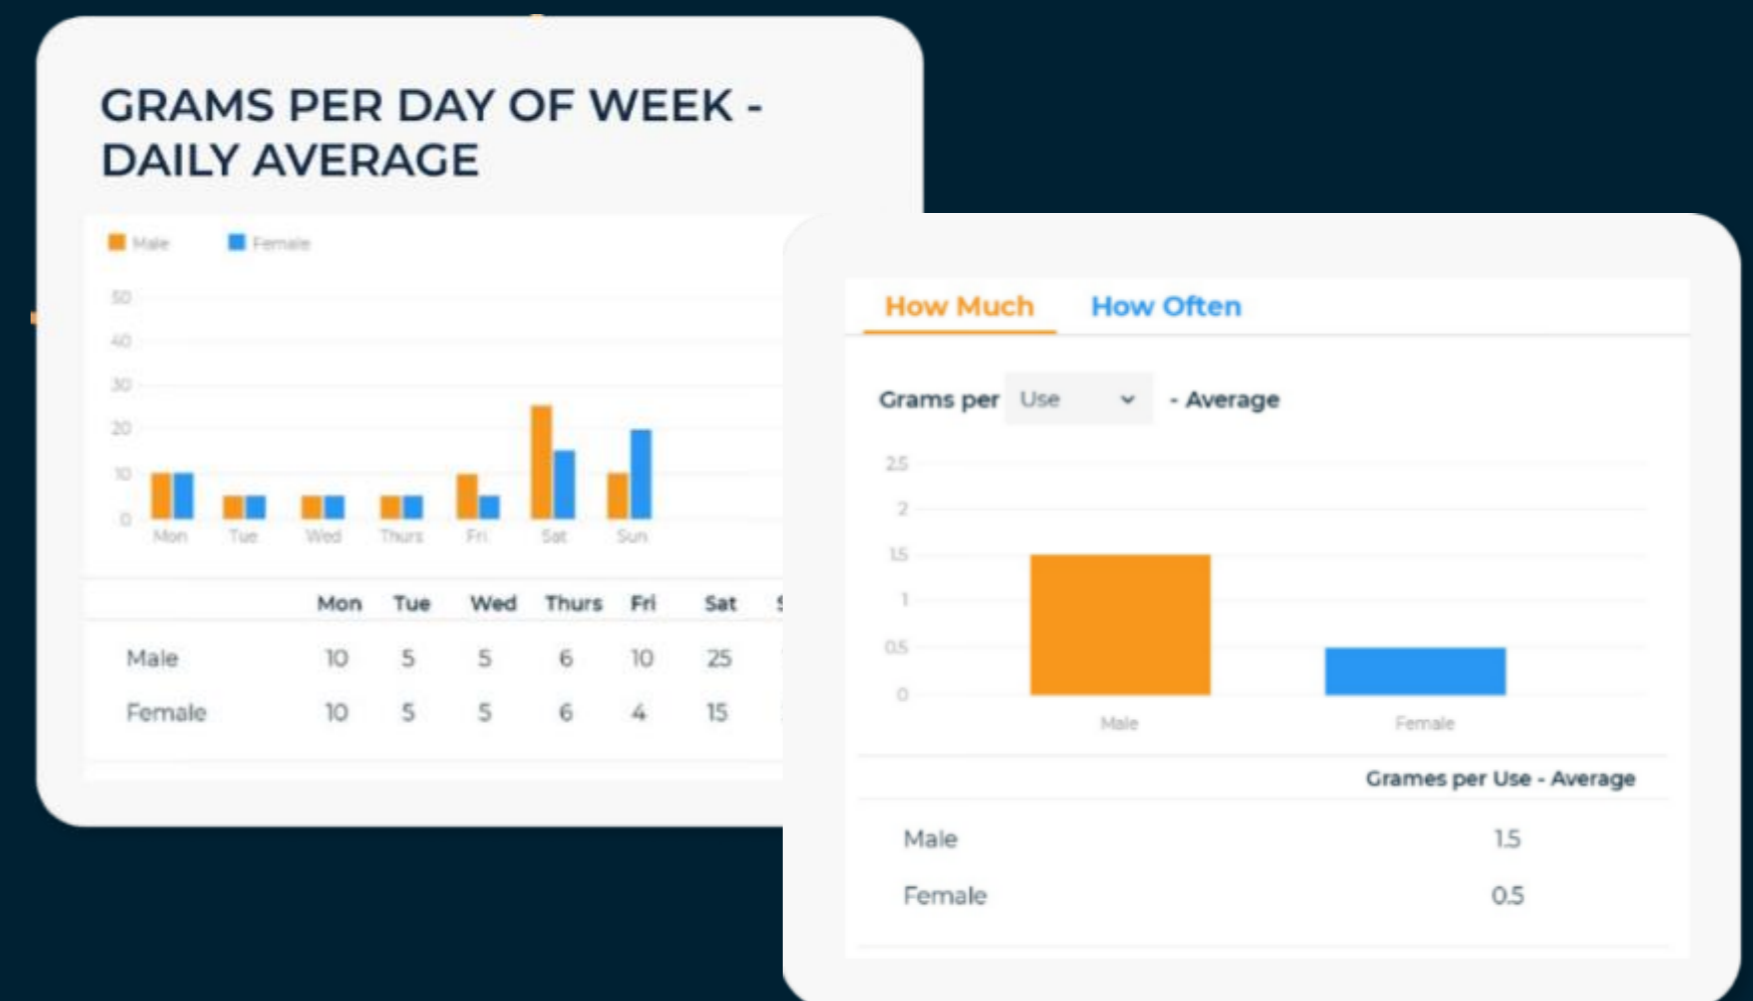 GRAMS PER DAY OF WEEK -
DAILY AVERAGE
Male Female
50
40
30
20
10
0
Mon Tue Wed Thurs Fri Sat Sun
Mon Tue Wed Thurs Fri Sat
Male 10 5 5 6 10 25
Female 10 5 5 6 4 15
How Much How Often
Grams per Use - Average
2.5
2
1.5
1
0.5
0
Male Female
Grames per Use - Average
Male 1.5
Female 0.5